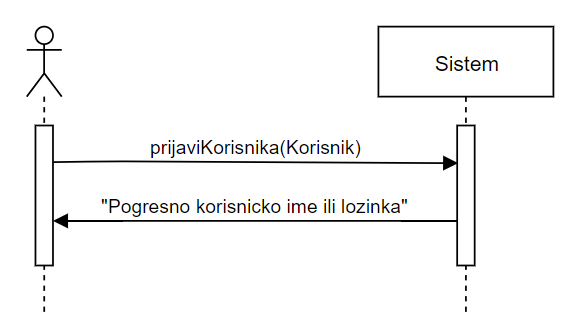 Sistem
prijaviKorisnika(Korisnik)
"Pogresno korisnicko ime ili lozinka"